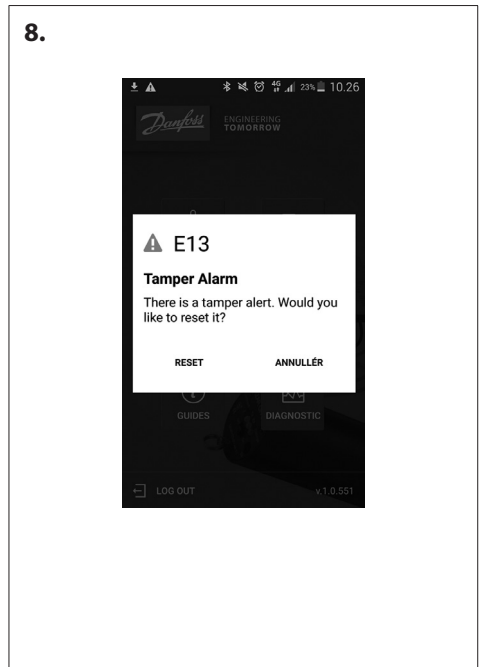 8.
23% 10.26
Danfoss
ENGINEERING
TOMORROW
E13
Tamper Alarm
There is a tamper alert. Would you
like to reset it?
RESET ANNULLÉR
GUIDES DIAGNOSTIC
LOG OUT v.1.0.551